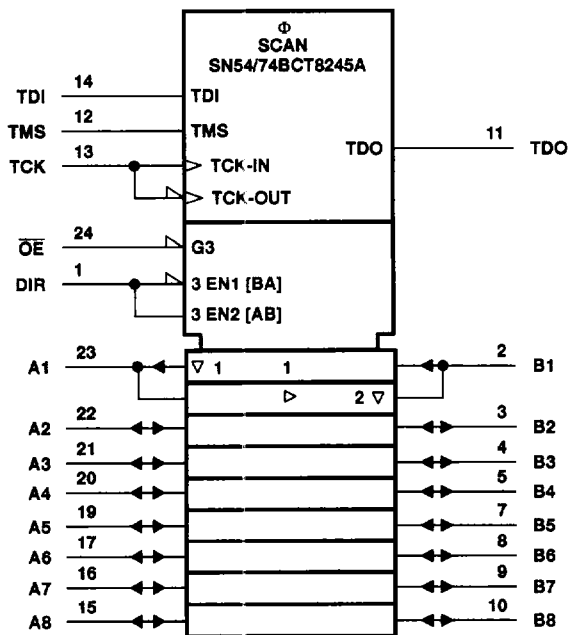 Φ
SCAN
SN54/74BCT8245A
TDI 14 TDI
TMS 12 TMS
TDO 11 TDO
TCK 13 TCK-IN
TCK-OUT
OE 24 G3
DIR 1 3 EN1 [BA]
3 EN2 [AB]
A1 23 ▽ 1 1 2 B1
▷ 2 ▽
A2 22 3 B2
A3 21 4 B3
A4 20 5 B4
A5 19 7 B5
A6 17 8 B6
A7 16 9 B7
A8 15 10 B8